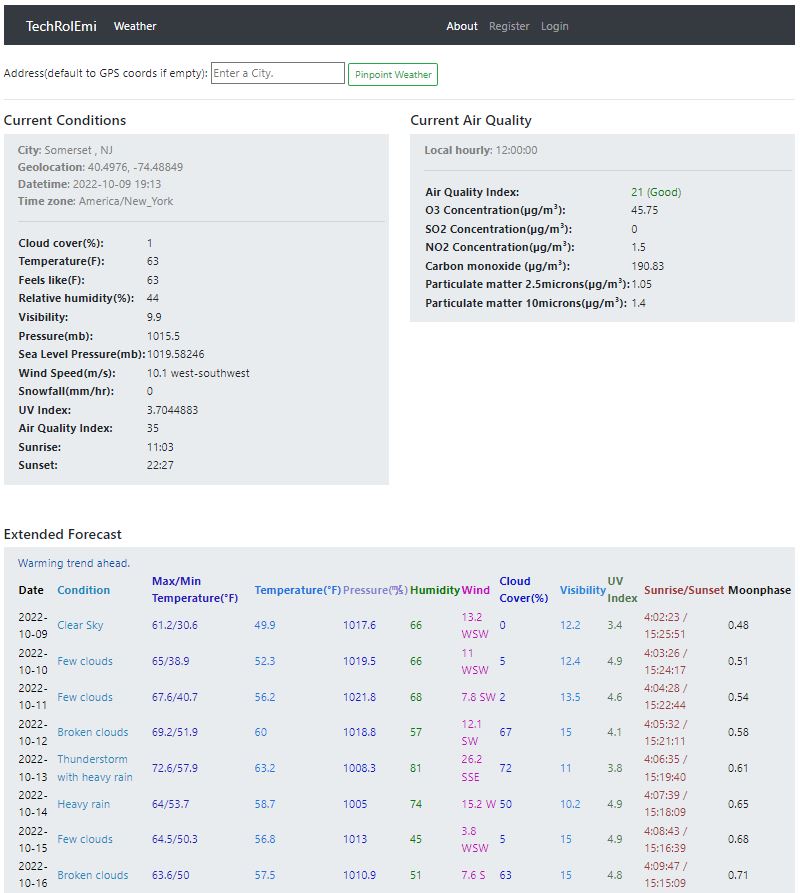 TechRolEmi Weather About Register Login
Address(default to GPS coords if empty): Enter a City. Pinpoint Weather
Current Conditions
City: Somerset , NJ
Geolocation: 40.4976, -74.48849
Datetime: 2022-10-09 19:13
Time zone: America/New_York
Cloud cover(%): 1
Temperature(F): 63
Feels like(F): 63
Relative humidity(%): 44
Visibility: 9.9
Pressure(mb): 1015.5
Sea Level Pressure(mb): 1019.58246
Wind Speed(m/s): 10.1 west-southwest
Snowfall(mm/hr): 0
UV Index: 3.7044883
Air Quality Index: 35
Sunrise: 11:03
Sunset: 22:27
Current Air Quality
Local hourly: 12:00:00
Air Quality Index: 21 (Good)
O3 Concentration(µg/m³): 45.75
SO2 Concentration(µg/m³): 0
NO2 Concentration(µg/m³): 1.5
Carbon monoxide (µg/m³): 190.83
Particulate matter 2.5microns(µg/m³): 1.05
Particulate matter 10microns(µg/m³): 1.4
Extended Forecast
Warming trend ahead.
Date Condition Max/Min Temperature(°F) Temperature(°F) Pressure Humidity Wind Cloud Cover(%) Visibility UV Index Sunrise/Sunset Moonphase
2022-10-09 Clear Sky 61.2/30.6 49.9 1017.6 66 13.2 WSW 0 12.2 3.4 4:02:23 / 15:25:51 0.48
2022-10-10 Few clouds 65/38.9 52.3 1019.5 66 11 WSW 5 12.4 4.9 4:03:26 / 15:24:17 0.51
2022-10-11 Few clouds 67.6/40.7 56.2 1021.8 68 7.8 SW 2 13.5 4.6 4:04:28 / 15:22:44 0.54
2022-10-12 Broken clouds 69.2/51.9 60 1018.8 57 12.1 SW 67 15 4.1 4:05:32 / 15:21:11 0.58
2022-10-13 Thunderstorm with heavy rain 72.6/57.9 63.2 1008.3 81 26.2 SSE 72 11 3.8 4:06:35 / 15:19:40 0.61
2022-10-14 Heavy rain 64/53.7 58.7 1005 74 15.2 W 50 10.2 4.9 4:07:39 / 15:18:09 0.65
2022-10-15 Few clouds 64.5/50.3 56.8 1013 45 3.8 WSW 5 15 4.9 4:08:43 / 15:16:39 0.68
2022-10-16 Broken clouds 63.6/50 57.5 1010.9 51 7.6 S 63 15 4.8 4:09:47 / 15:15:09 0.71